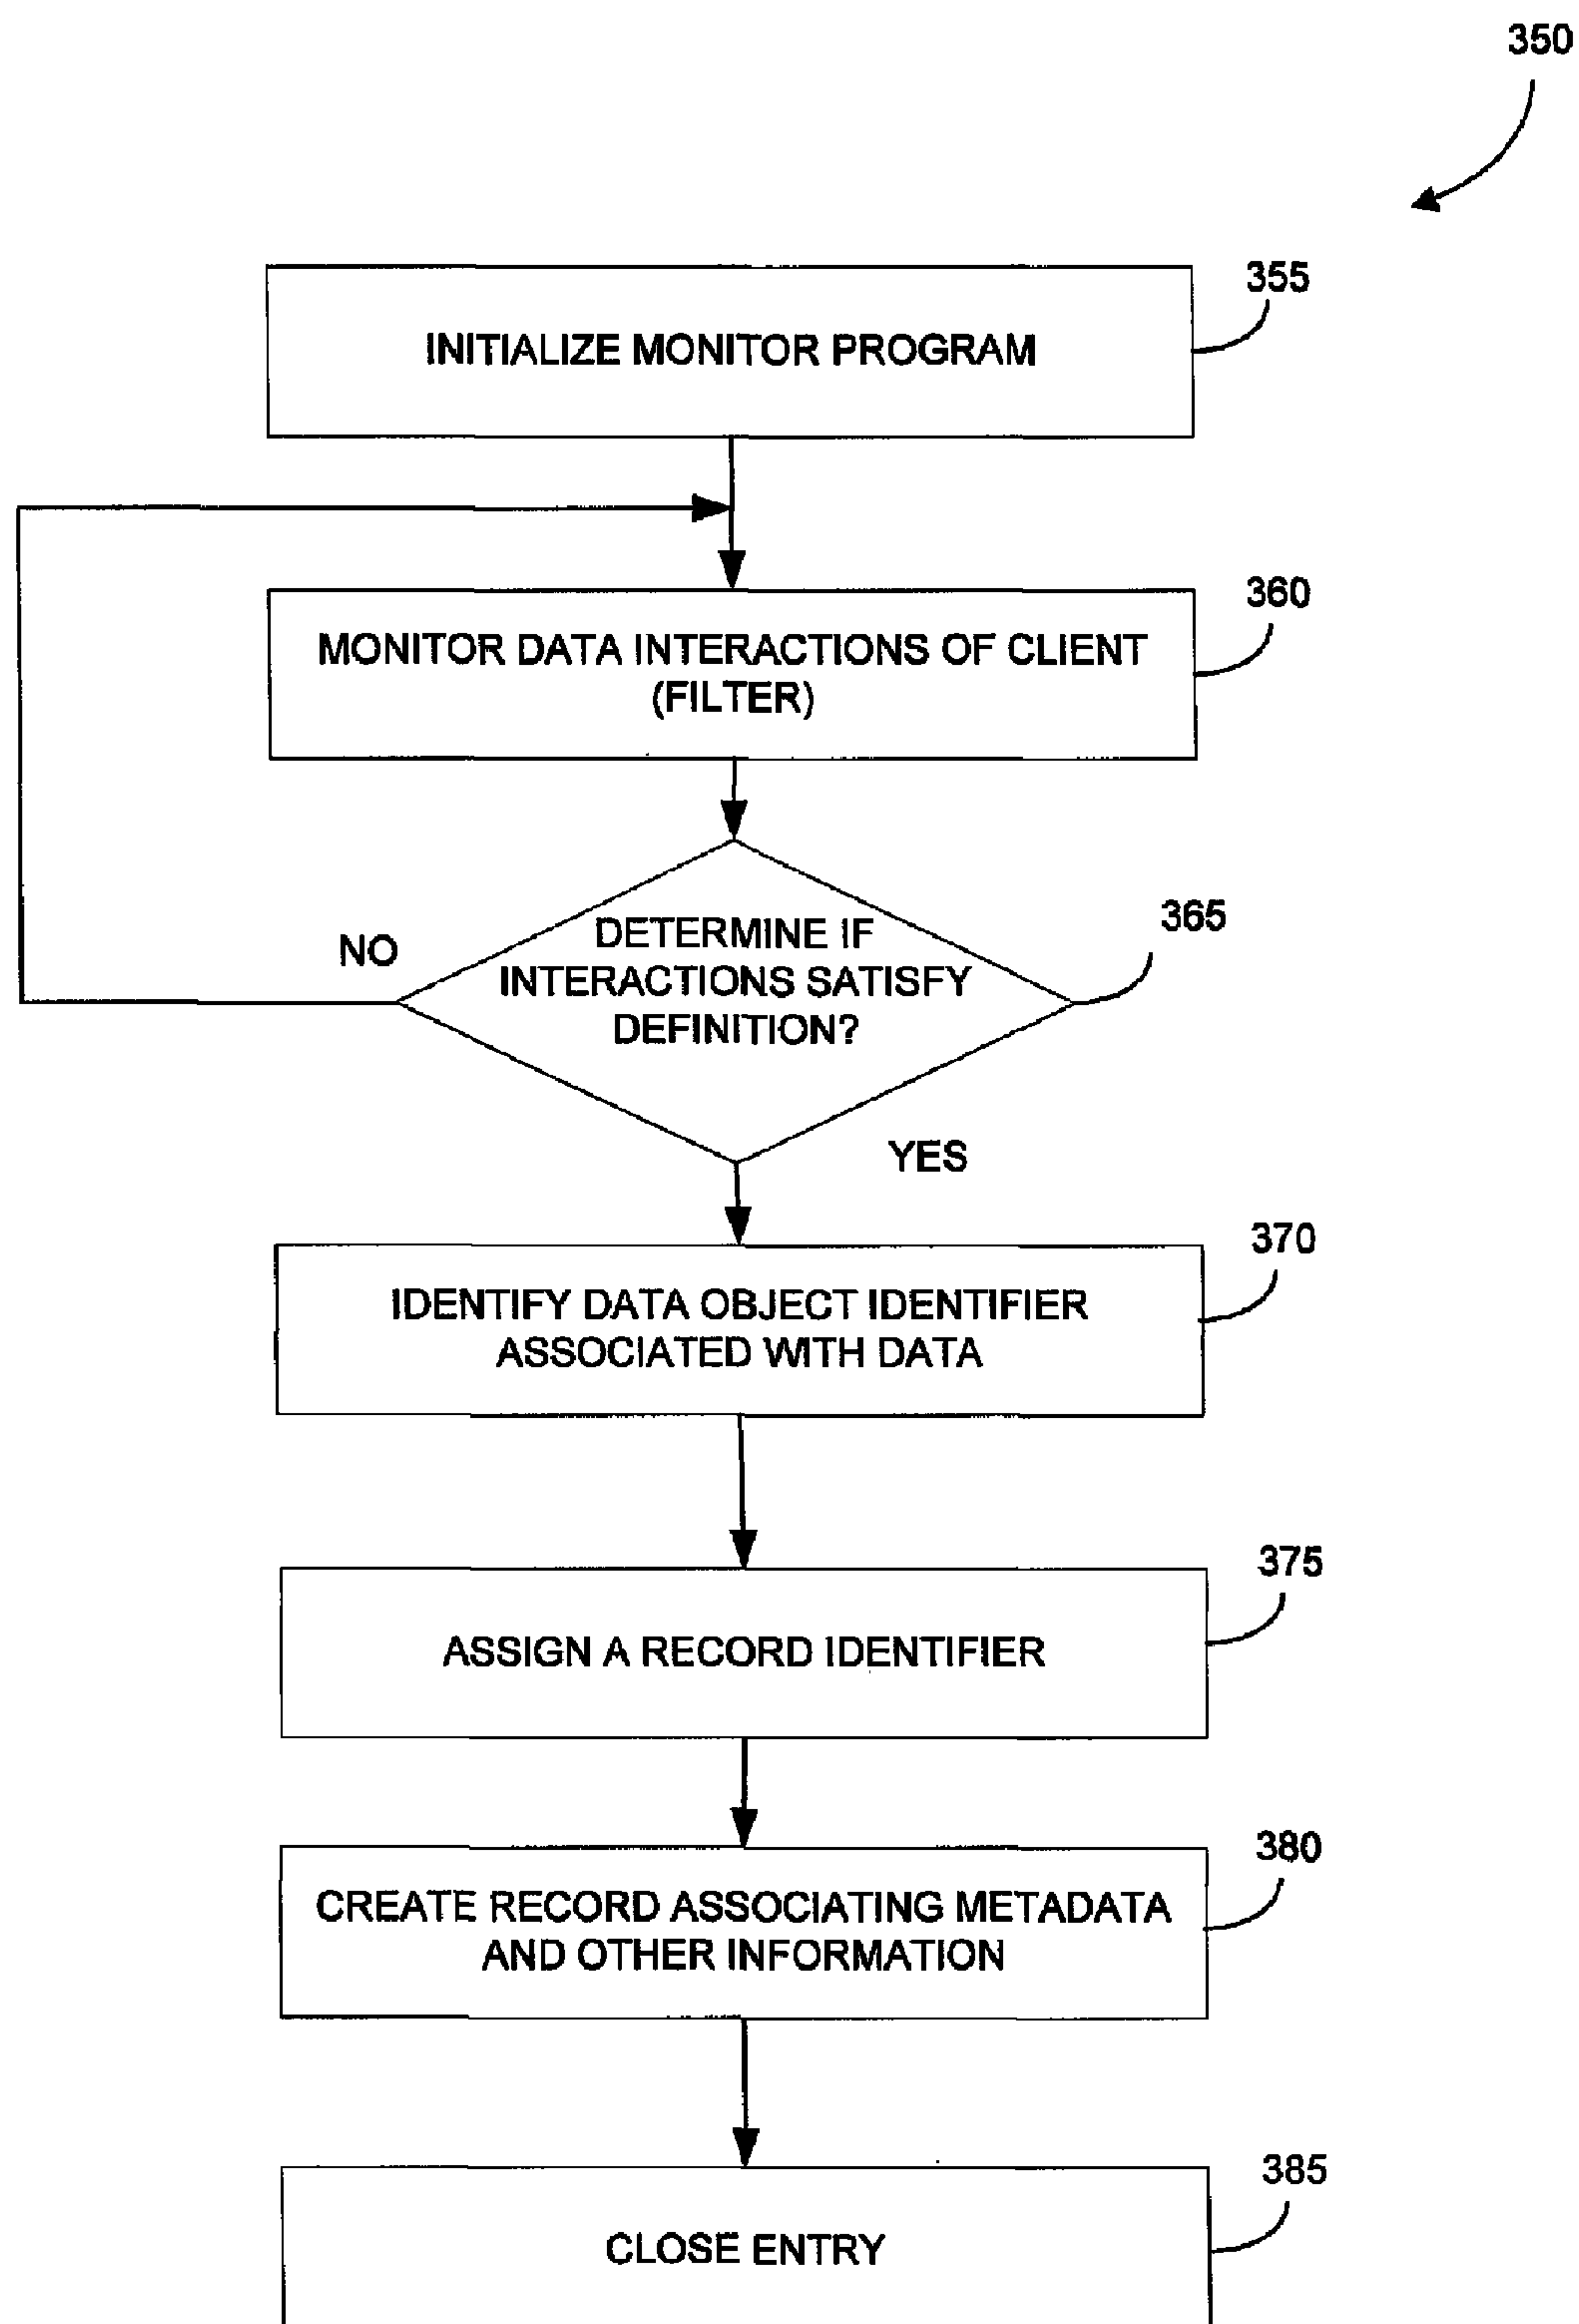 350
355
INITIALIZE MONITOR PROGRAM
360
MONITOR DATA INTERACTIONS OF CLIENT
(FILTER)
365
NO
DETERMINE IF
INTERACTIONS SATISFY
DEFINITION?
YES
370
IDENTIFY DATA OBJECT IDENTIFIER
ASSOCIATED WITH DATA
375
ASSIGN A RECORD IDENTIFIER
380
CREATE RECORD ASSOCIATING METADATA
AND OTHER INFORMATION
385
CLOSE ENTRY